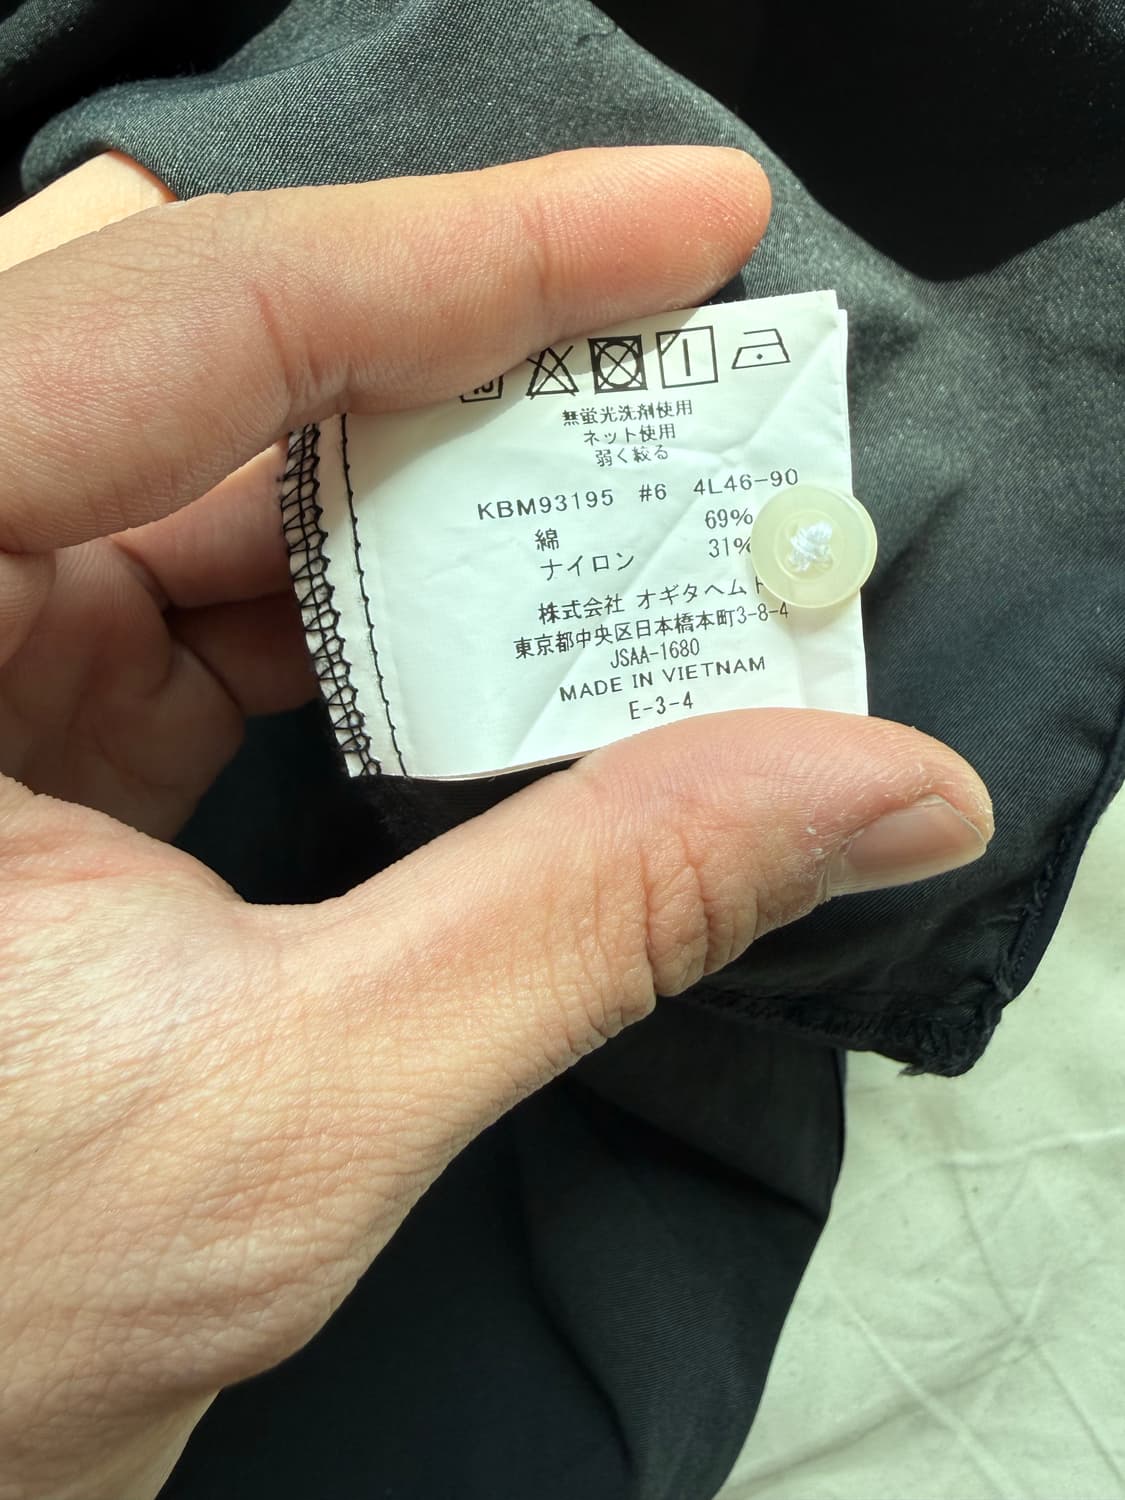 無蛍光洗剤使用
ネット使用
弱く絞る
KBM93195 #6 4L46-90
綿 69%
ナイロン 31%
株式会社 オギタヘムト
東京都中央区日本橋本町3-8-4
JSAA-1680
MADE IN VIETNAM
E-3-4